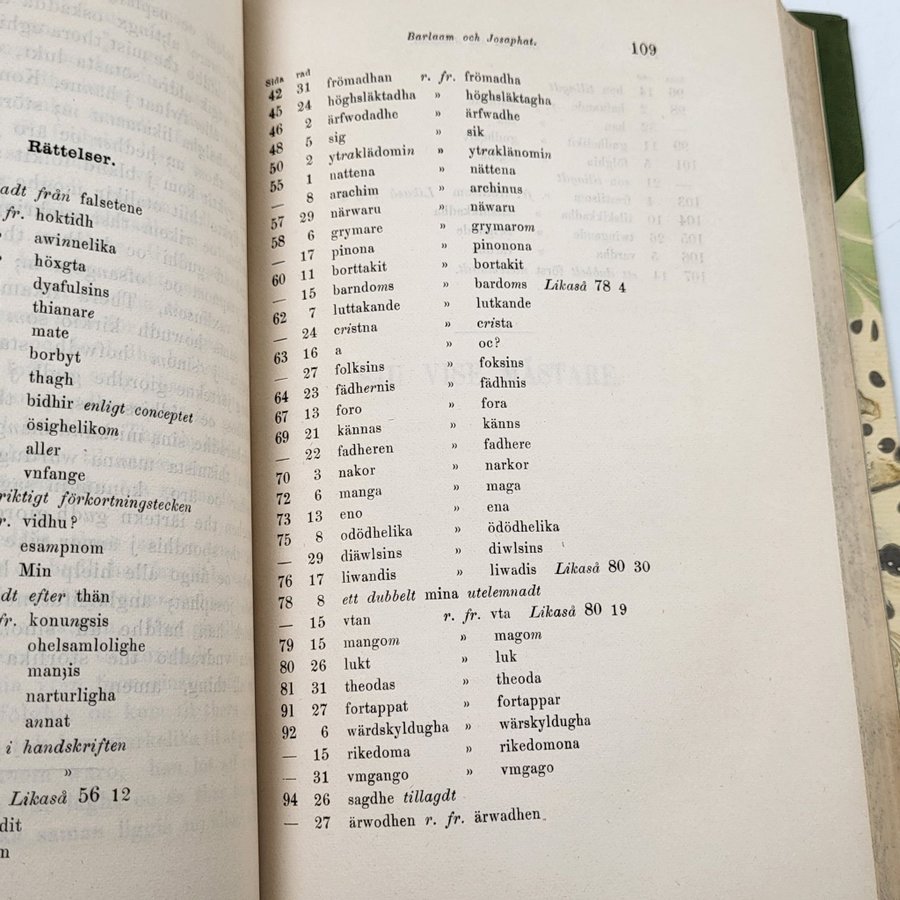 Rättelser.
adt från falsetene
fr. hoktidh
awinnelika
höxgta
dyafulsins
thianare
mate
borbyt
thagh
bidhir enligt conceptet
ösighelikom
aller
vnfange
riktigt förkortningstecken
r. vidhu?
esampnom
Min
dt efter thän
fr. konungsis
ohelsamlolighe
manȝis
narturligha
annat
i handskriften
»
Likaså 56 12
dit
n
Barlaam och Josaphat. 109
Sida rad
42 31 frömadhan r. fr. frömadha
45 24 höghsläktadha » höghsläktagha
46 2 ärfwodadhe » ärfwadhe
48 5 sig » sik
50 2 ytraklädomin » ytraklänomin
55 1 nattena » nättena
— 8 arachim » archinus
57 29 närwaru » näwaru
58 6 grymare » grymarom
— 17 pinona » pinonona
60 11 borttakit » bortakit
— 15 barndoms » bardoms Likaså 78 4
62 7 luttakande » lutkande
— 24 cristna » crista
63 16 a » oc?
— 27 folksins » foksins
64 23 fädhernis » fädhnis
67 13 foro » fora
69 21 kännas » känns
— 22 fadheren » fadhere
70 3 nakor » narkor
72 6 manga » maga
73 13 eno » ena
75 8 odödhelika » ödödhelika
— 29 diäwlsins » diwlsins
76 17 liwandis » liwadis Likaså 80 30
78 8 ett dubbelt mina utelemnadt
— 15 vtan r. fr. vta Likaså 80 19
79 15 mangom » magom
80 26 lukt » luk
81 31 theodas » theoda
91 27 fortappat » fortappar
92 6 wärdskyldugha » wärskyldugha
— 15 rikedoma » rikedomona
— 31 vmgango » vmgago
94 26 sagdhe tillagdt
— 27 ärwodhen r. fr. ärwadhen.